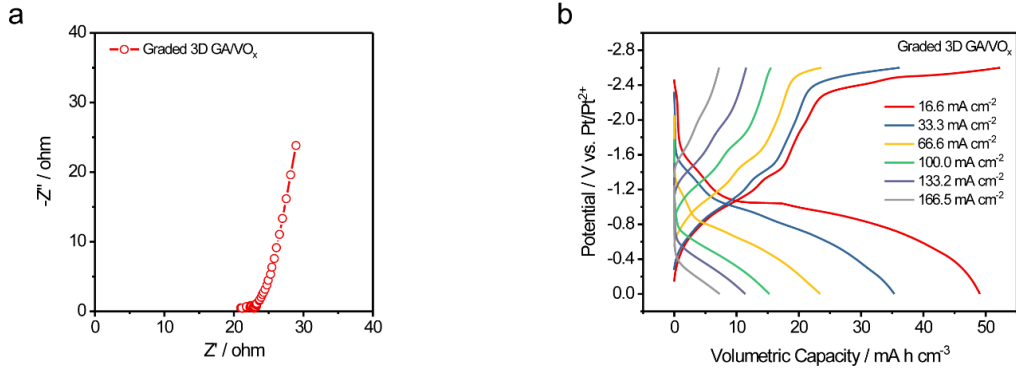 a
40
30
20
10
0
-Z'' / ohm
Graded 3D GA/VOₓ
0 10 20 30 40
Z' / ohm
b
-2.8
-2.4
-2.0
-1.6
-1.2
-0.8
-0.4
0.0
Potential / V vs. Pt/Pt²⁺
Graded 3D GA/VOₓ
16.6 mA cm⁻²
33.3 mA cm⁻²
66.6 mA cm⁻²
100.0 mA cm⁻²
133.2 mA cm⁻²
166.5 mA cm⁻²
0 10 20 30 40 50
Volumetric Capacity / mA h cm⁻³